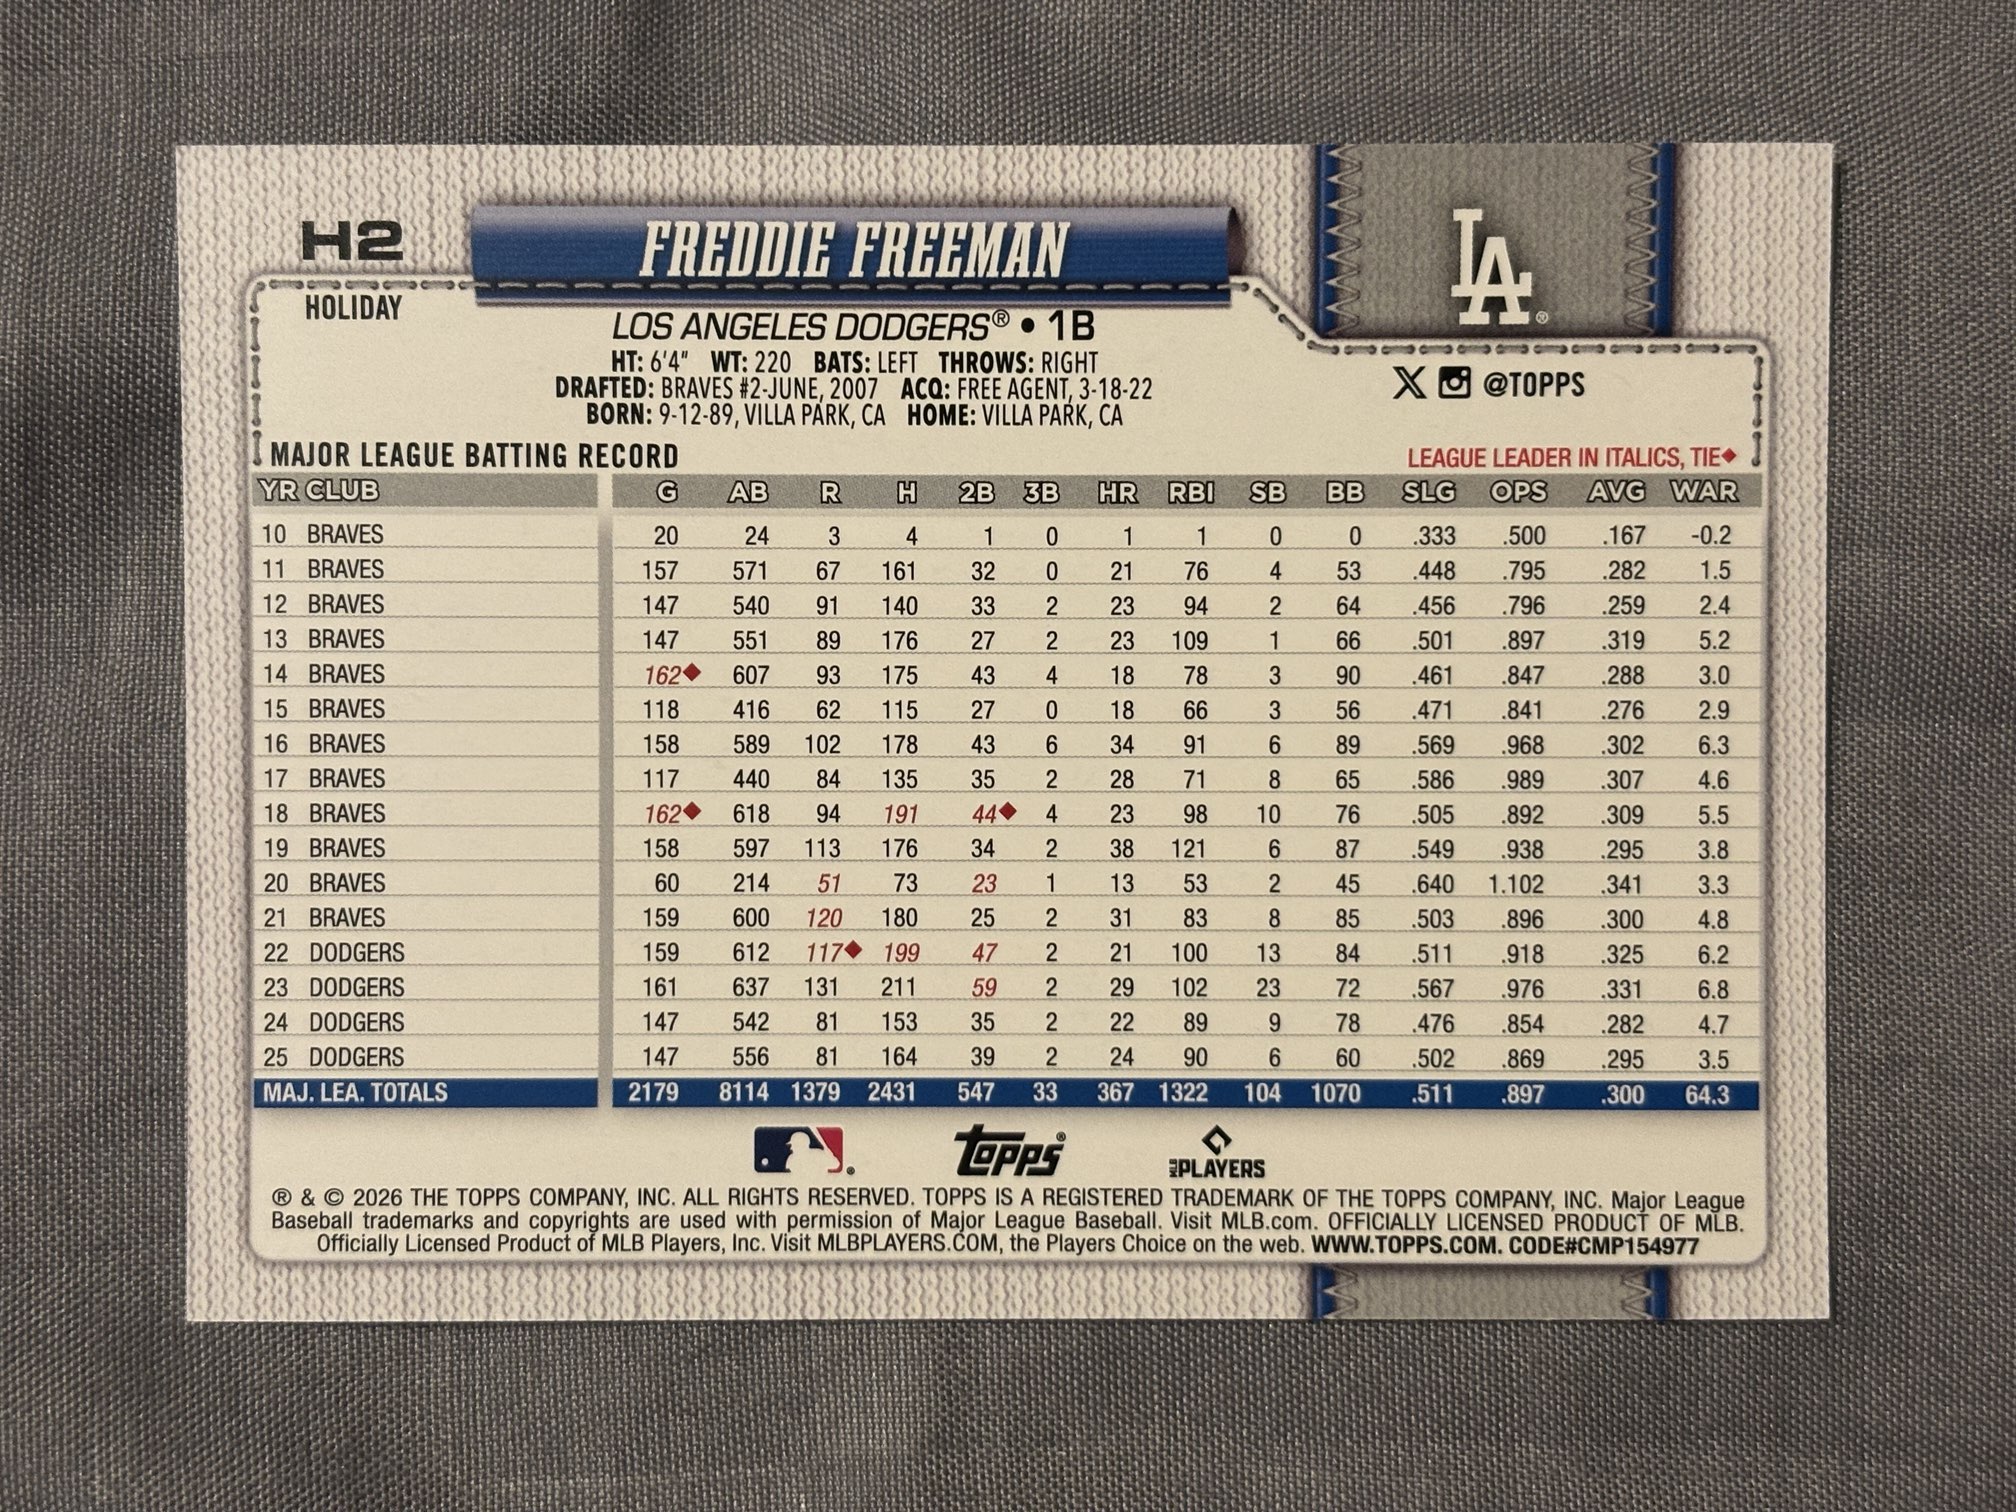 H2
FREDDIE FREEMAN
LA®
HOLIDAY
LOS ANGELES DODGERS® • 1B
HT: 6'4" WT: 220 BATS: LEFT THROWS: RIGHT
DRAFTED: BRAVES #2-JUNE, 2007 ACQ: FREE AGENT, 3-18-22
BORN: 9-12-89, VILLA PARK, CA HOME: VILLA PARK, CA
@TOPPS
MAJOR LEAGUE BATTING RECORD
LEAGUE LEADER IN ITALICS, TIE◆
YR CLUB G AB R H 2B 3B HR RBI SB BB SLG OPS AVG WAR
10 BRAVES 20 24 3 4 1 0 1 1 0 0 .333 .500 .167 -0.2
11 BRAVES 157 571 67 161 32 0 21 76 4 53 .448 .795 .282 1.5
12 BRAVES 147 540 91 140 33 2 23 94 2 64 .456 .796 .259 2.4
13 BRAVES 147 551 89 176 27 2 23 109 1 66 .501 .897 .319 5.2
14 BRAVES 162◆ 607 93 175 43 4 18 78 3 90 .461 .847 .288 3.0
15 BRAVES 118 416 62 115 27 0 18 66 3 56 .471 .841 .276 2.9
16 BRAVES 158 589 102 178 43 6 34 91 6 89 .569 .968 .302 6.3
17 BRAVES 117 440 84 135 35 2 28 71 8 65 .586 .989 .307 4.6
18 BRAVES 162◆ 618 94 191 44◆ 4 23 98 10 76 .505 .892 .309 5.5
19 BRAVES 158 597 113 176 34 2 38 121 6 87 .549 .938 .295 3.8
20 BRAVES 60 214 51 73 23 1 13 53 2 45 .640 1.102 .341 3.3
21 BRAVES 159 600 120 180 25 2 31 83 8 85 .503 .896 .300 4.8
22 DODGERS 159 612 117◆ 199 47 2 21 100 13 84 .511 .918 .325 6.2
23 DODGERS 161 637 131 211 59 2 29 102 23 72 .567 .976 .331 6.8
24 DODGERS 147 542 81 153 35 2 22 89 9 78 .476 .854 .282 4.7
25 DODGERS 147 556 81 164 39 2 24 90 6 60 .502 .869 .295 3.5
MAJ. LEA. TOTALS 2179 8114 1379 2431 547 33 367 1322 104 1070 .511 .897 .300 64.3
Topps® MLB PLAYERS
® & © 2026 THE TOPPS COMPANY, INC. ALL RIGHTS RESERVED. TOPPS IS A REGISTERED TRADEMARK OF THE TOPPS COMPANY, INC. Major League
Baseball trademarks and copyrights are used with permission of Major League Baseball. Visit MLB.com. OFFICIALLY LICENSED PRODUCT OF MLB.
Officially Licensed Product of MLB Players, Inc. Visit MLBPLAYERS.COM, the Players Choice on the web. WWW.TOPPS.COM. CODE#CMP154977